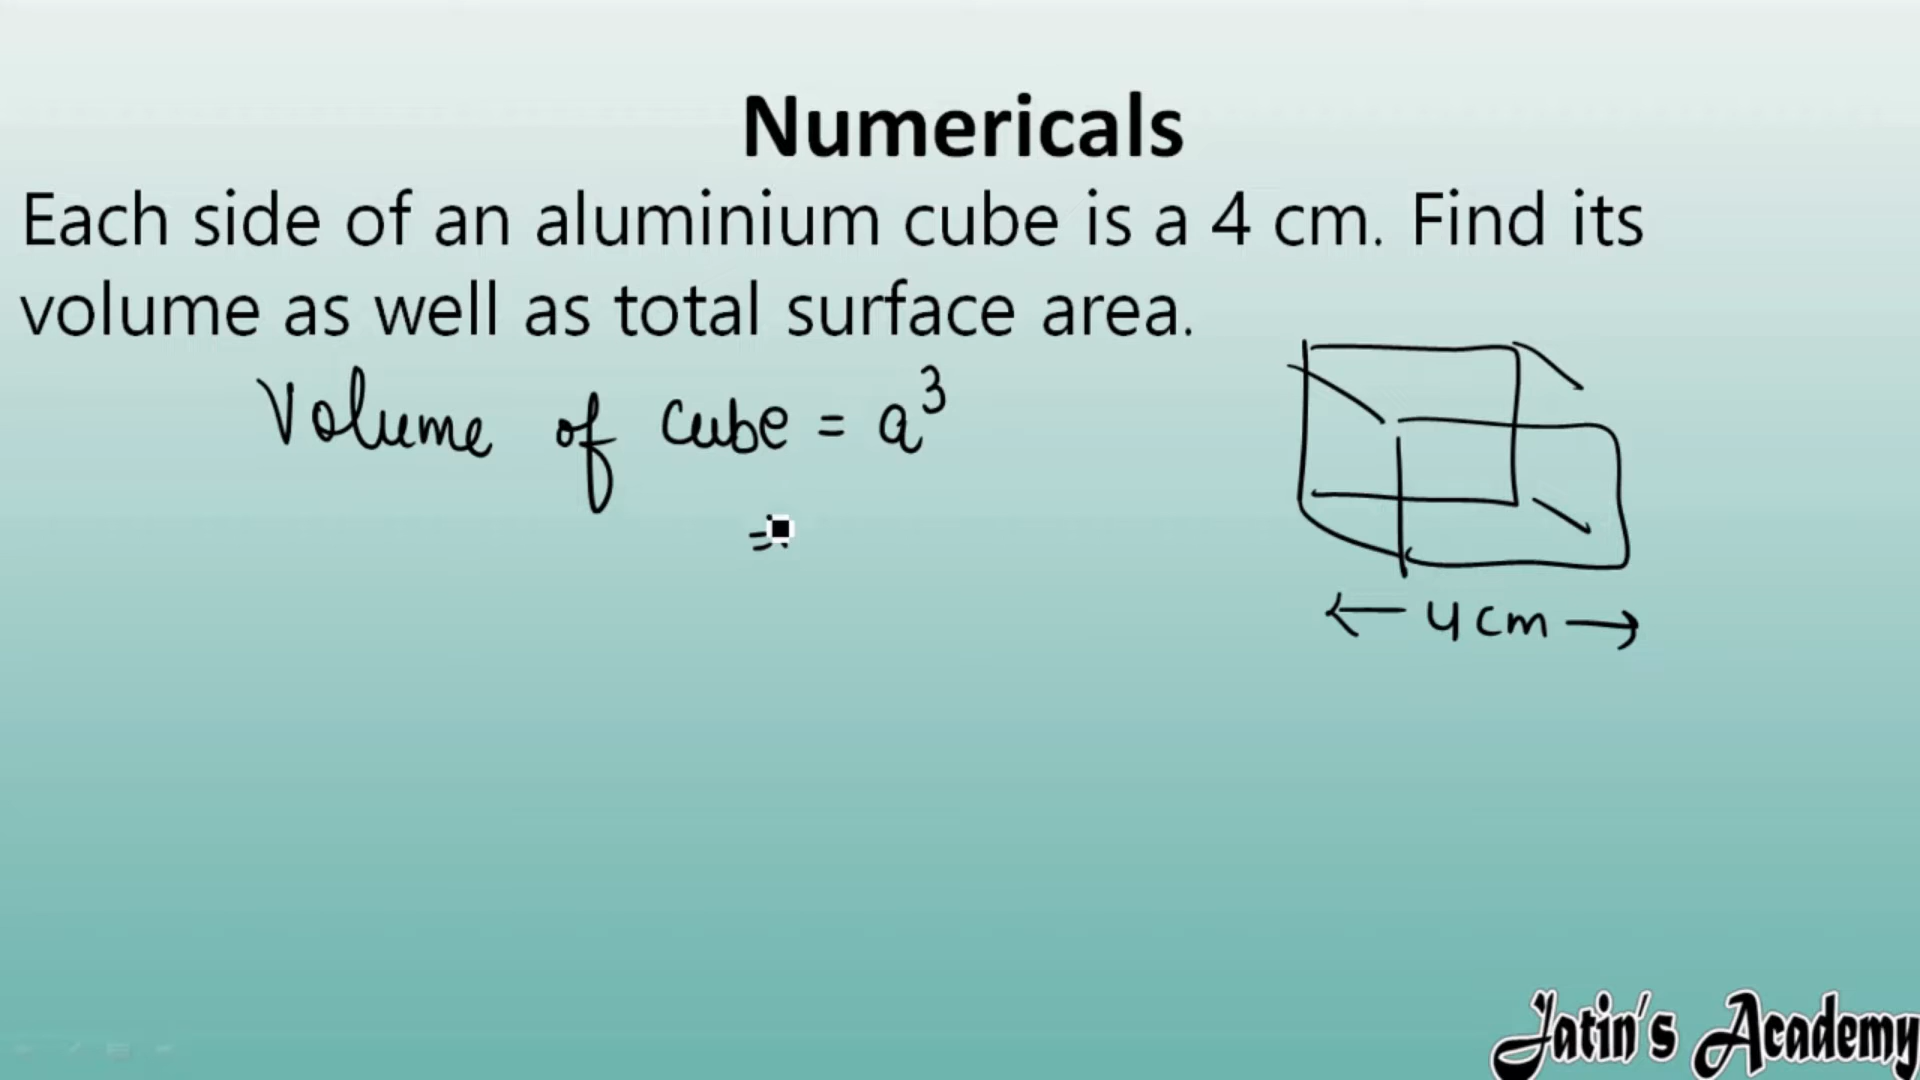 Numericals
Each side of an aluminium cube is a 4 cm. Find its
volume as well as total surface area.
Volume of cube = a³
=
← 4 cm →
Jatin's Academy